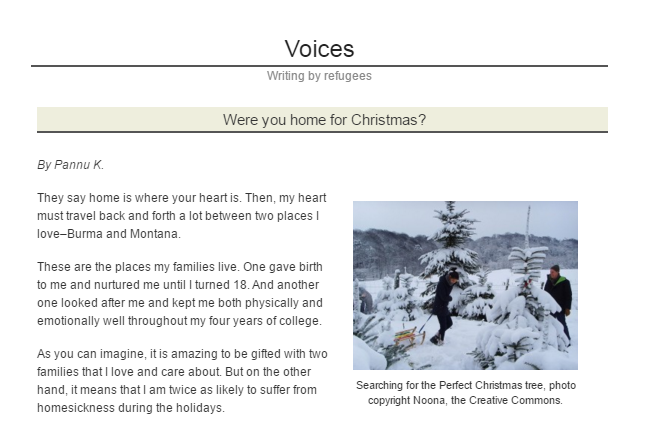 Voices
Writing by refugees
Were you home for Christmas?
By Pannu K.
They say home is where your heart is. Then, my heart
must travel back and forth a lot between two places I
love–Burma and Montana.
These are the places my families live. One gave birth
to me and nurtured me until I turned 18. And another
one looked after me and kept me both physically and
emotionally well throughout my four years of college.
As you can imagine, it is amazing to be gifted with two
families that I love and care about. But on the other
hand, it means that I am twice as likely to suffer from
homesickness during the holidays.
Searching for the Perfect Christmas tree, photo
copyright Noona, the Creative Commons.